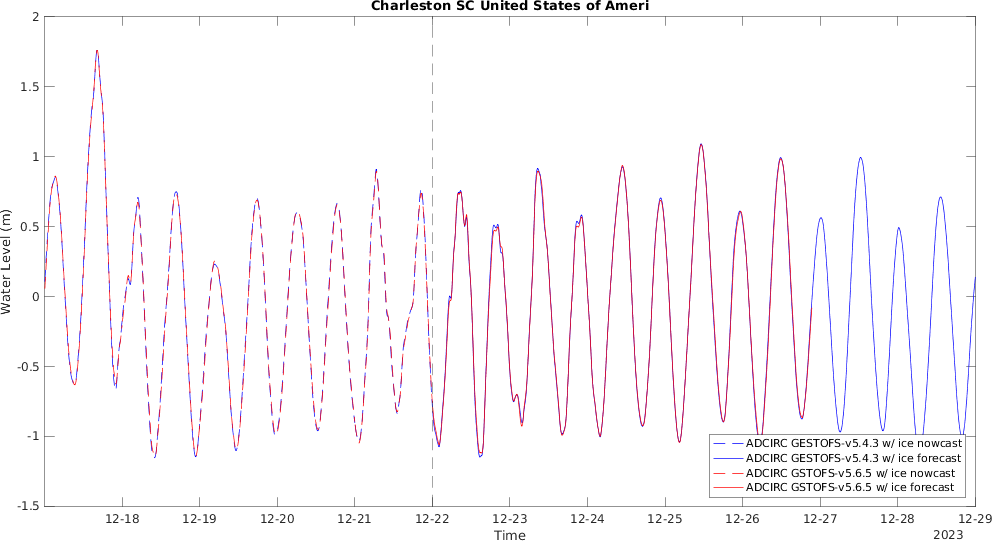 Charleston SC United States of Ameri
2
1.5
1
0.5
0
-0.5
-1
-1.5
Water Level (m)
12-18 12-19 12-20 12-21 12-22 12-23 12-24 12-25 12-26 12-27 12-28 12-29
Time
2023
ADCIRC GESTOFS-v5.4.3 w/ ice nowcast
ADCIRC GESTOFS-v5.4.3 w/ ice forecast
ADCIRC GSTOFS-v5.6.5 w/ ice nowcast
ADCIRC GSTOFS-v5.6.5 w/ ice forecast